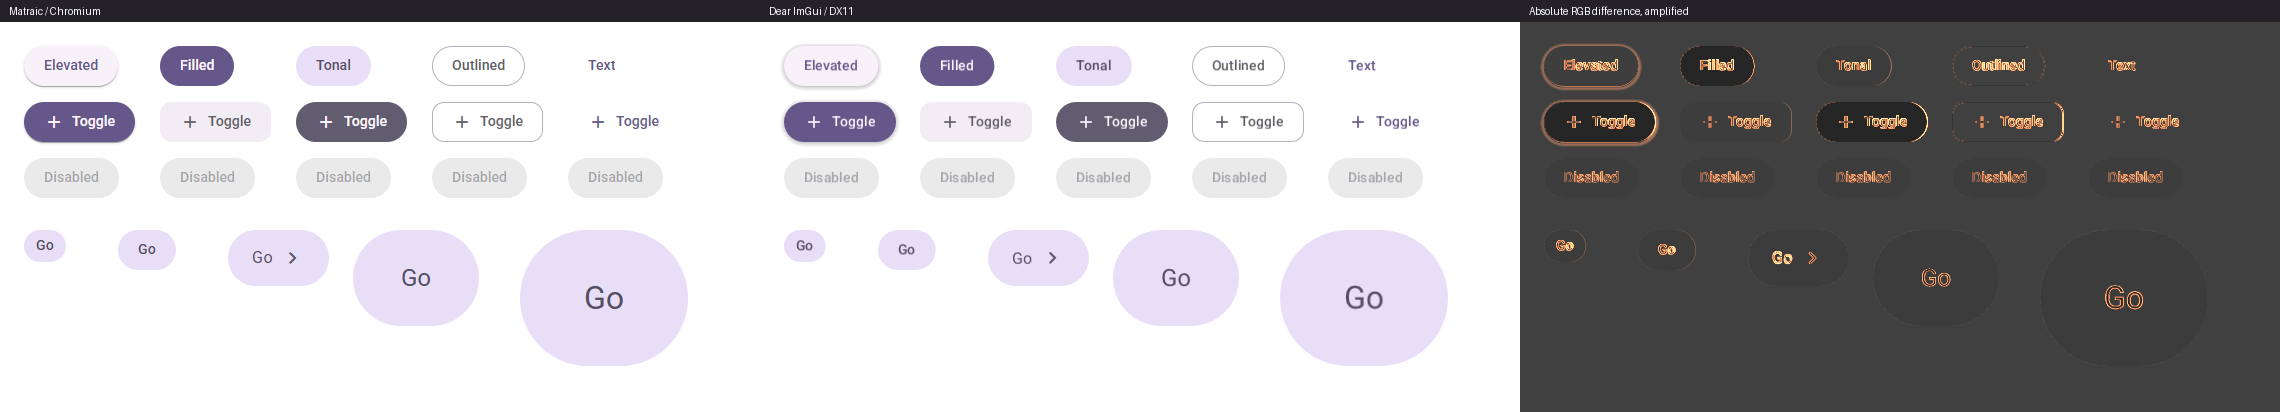 Matraic / Chromium Dear ImGui / DX11 Absolute RGB difference, amplified
Elevated Filled Tonal Outlined Text Elevated Filled Tonal Outlined Text Elevated Filled Tonal Outlined Text
Toggle Toggle Toggle Toggle Toggle Toggle Toggle Toggle Toggle Toggle Toggle Toggle Toggle Toggle Toggle
Disabled Disabled Disabled Disabled Disabled Disabled Disabled Disabled Disabled Disabled Disabled Disabled Disabled Disabled Disabled
Go Go Go Go Go Go Go Go Go Go Go Go Go Go Go